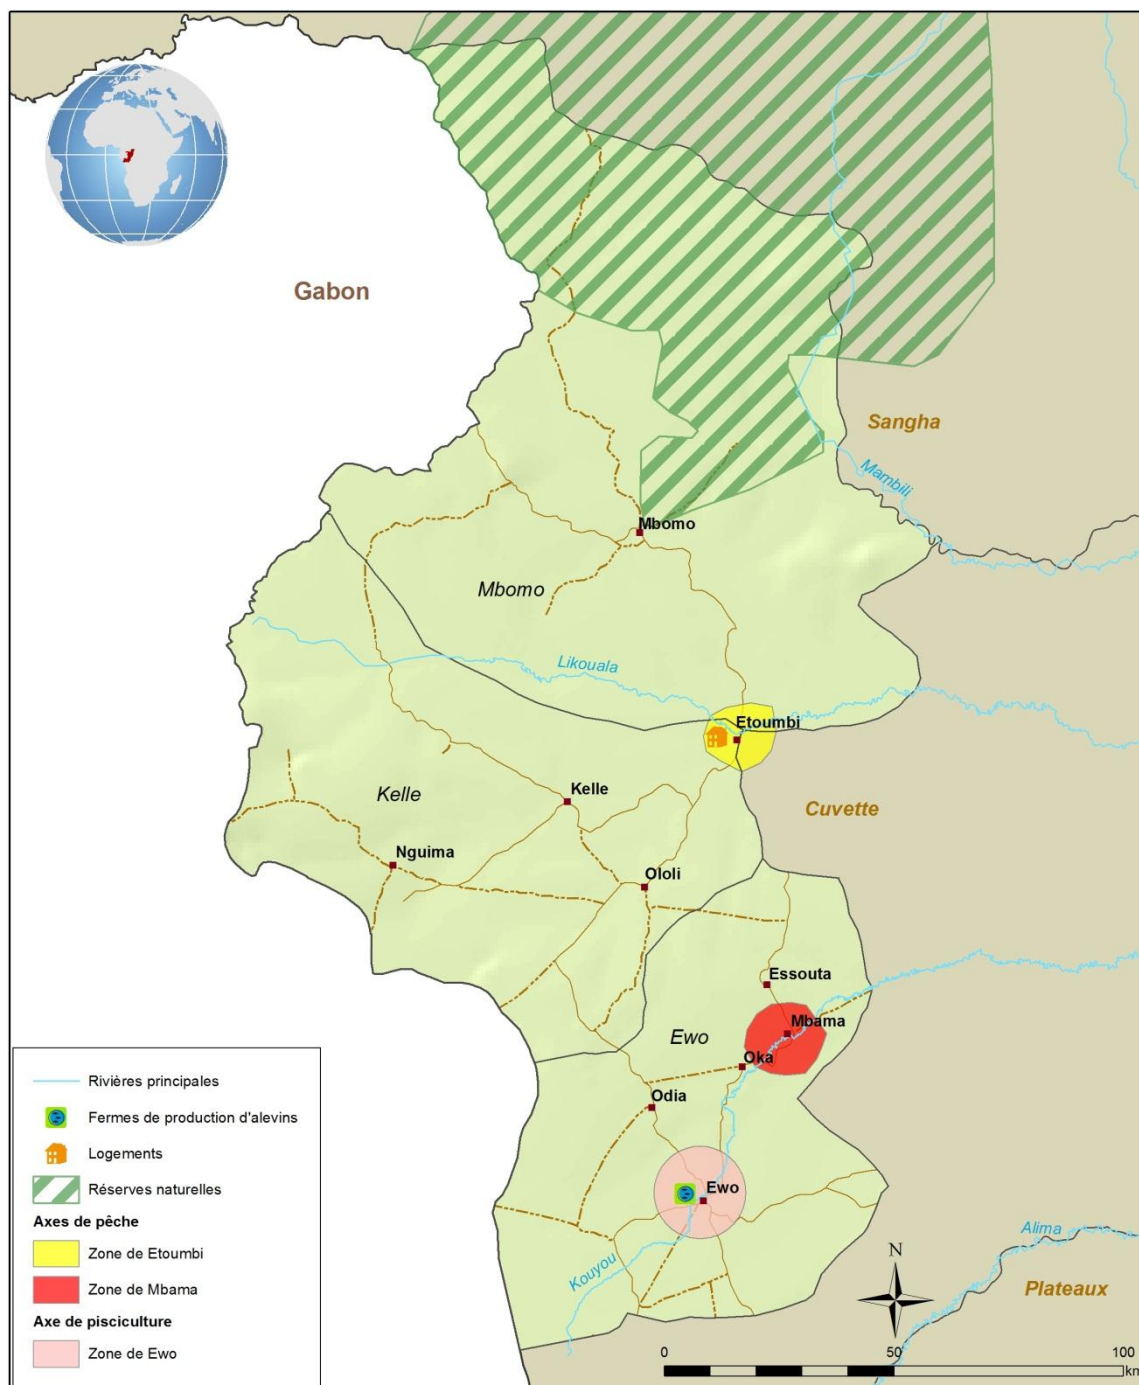 Gabon
Sangha
Mambili
Mbomo
Mbomo
Likouala
Etoumbi
Kelle
Kelle
Cuvette
Nguima
Ololi
Essouta
Mbama
Ewo
Oka
Odia
Ewo
Kouyou
Alima
Plateaux
N
0 50 100
km
Rivières principales
Fermes de production d'alevins
Logements
Réserves naturelles
Axes de pêche
Zone de Etoumbi
Zone de Mbama
Axe de pisciculture
Zone de Ewo